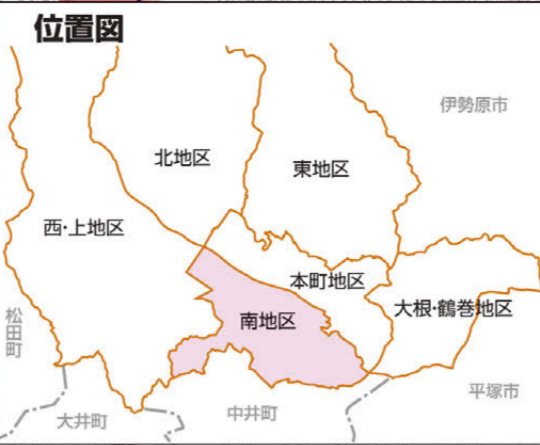 位置図
伊勢原市
北地区
東地区
西・上地区
本町地区
大根・鶴巻地区
南地区
松田町
平塚市
中井町
大井町